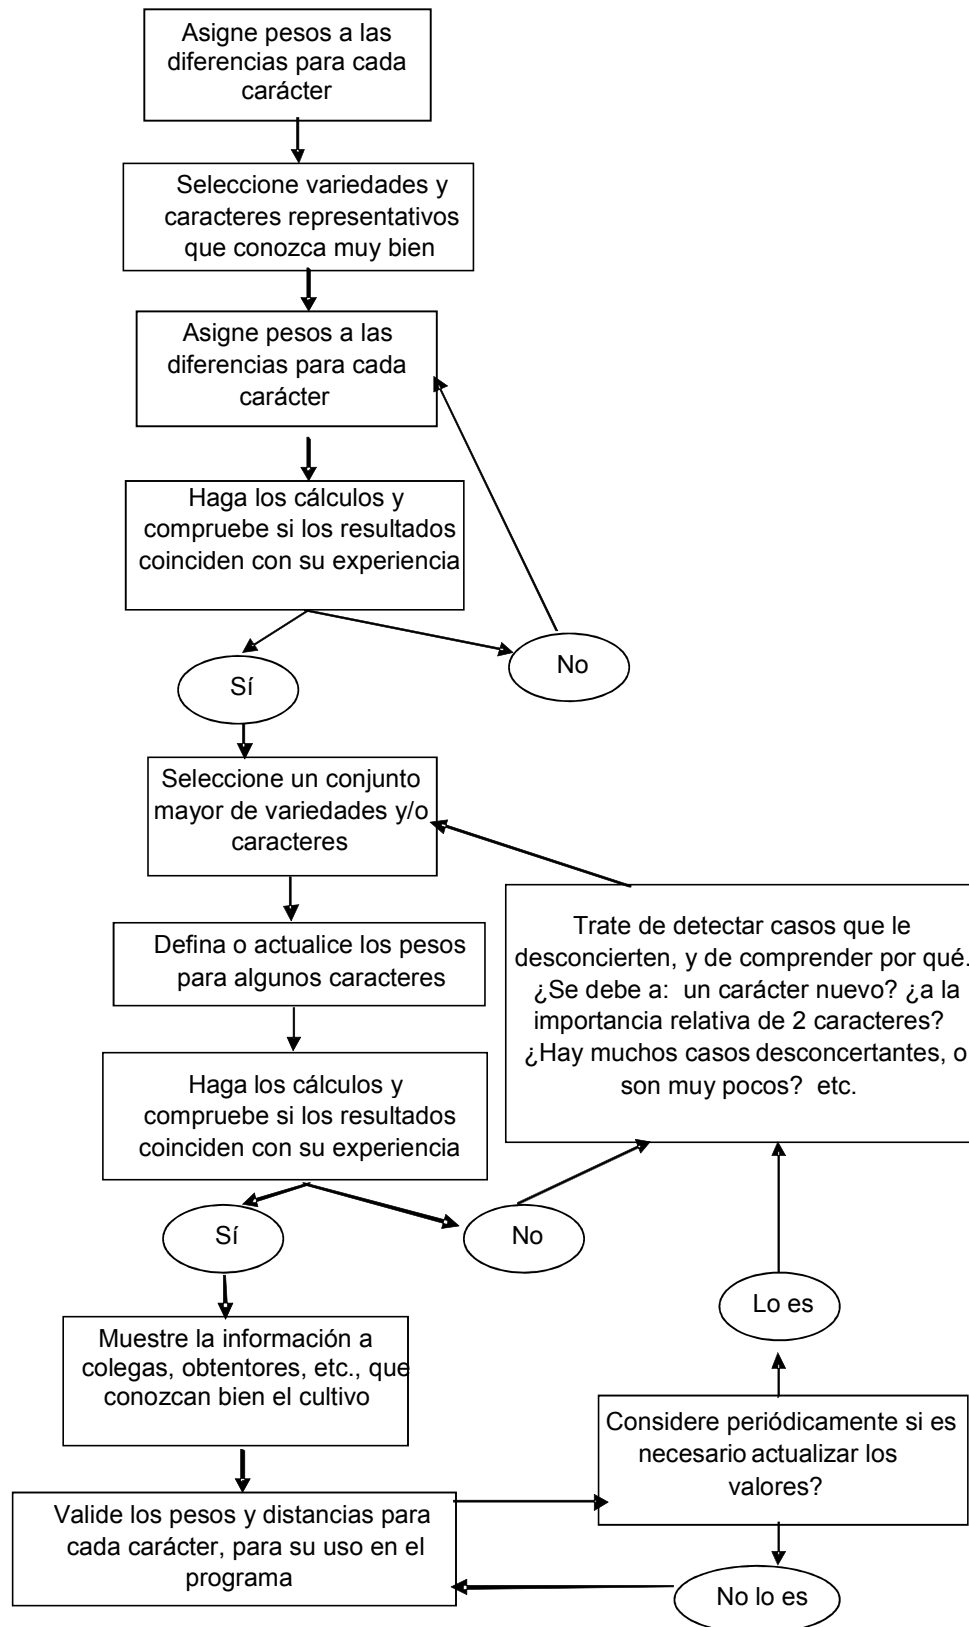 Asigne pesos a las
diferencias para cada
carácter
Seleccione variedades y
caracteres representativos
que conozca muy bien
Asigne pesos a las
diferencias para cada
carácter
Haga los cálculos y
compruebe si los resultados
coinciden con su experiencia
No
Sí
Seleccione un conjunto
mayor de variedades y/o
caracteres
Trate de detectar casos que le
desconcierten, y de comprender por qué.
¿Se debe a: un carácter nuevo? ¿a la
importancia relativa de 2 caracteres?
¿Hay muchos casos desconcertantes, o
son muy pocos? etc.
Defina o actualice los pesos
para algunos caracteres
Haga los cálculos y
compruebe si los resultados
coinciden con su experiencia
Sí
No
Lo es
Muestre la información a
colegas, obtentores, etc., que
conozcan bien el cultivo
Considere periódicamente si es
necesario actualizar los
valores?
Valide los pesos y distancias para
cada carácter, para su uso en el
programa
No lo es